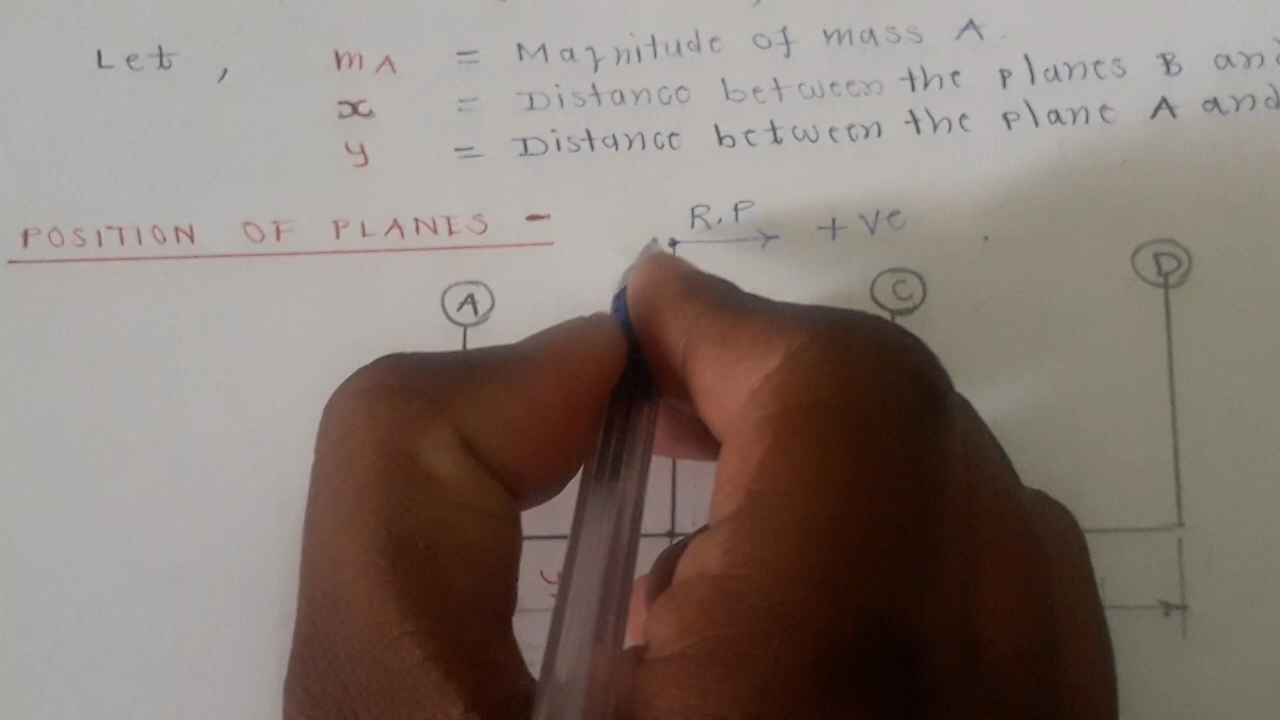 Let , mA = Magnitude of mass A.
x = Distance between the planes B and
y = Distance between the plane A and
POSITION OF PLANES -
R.P +ve
A C D
y